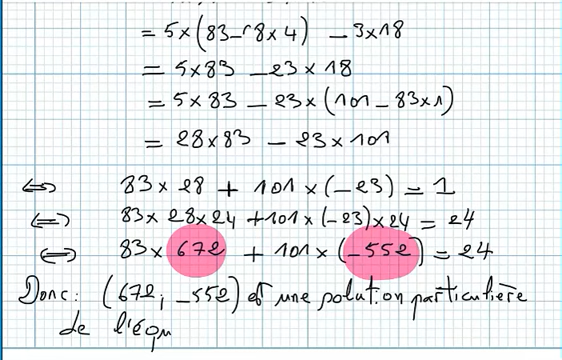 = 5×(83-18×4) - 3×18
= 5×83 - 23×18
= 5×83 - 23×(101-83×1)
= 28×83 - 23×101
⟺ 83×28 + 101×(-23) = 1
⟺ 83×28×24 + 101×(-23)×24 = 24
⟺ 83×672 + 101×(-552) = 24
Donc: (672; -552) est une solution particulière
de l'équ